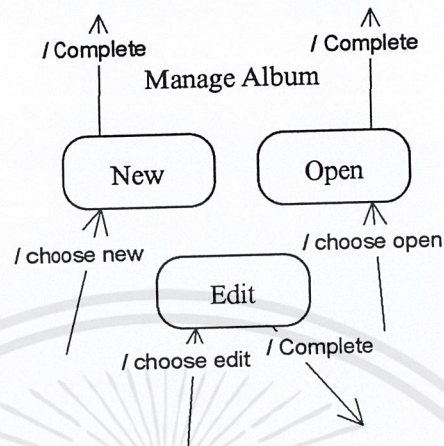 / Complete
/ Complete
Manage Album
New
Open
/ choose new
/ choose open
Edit
/ choose edit
/ Complete